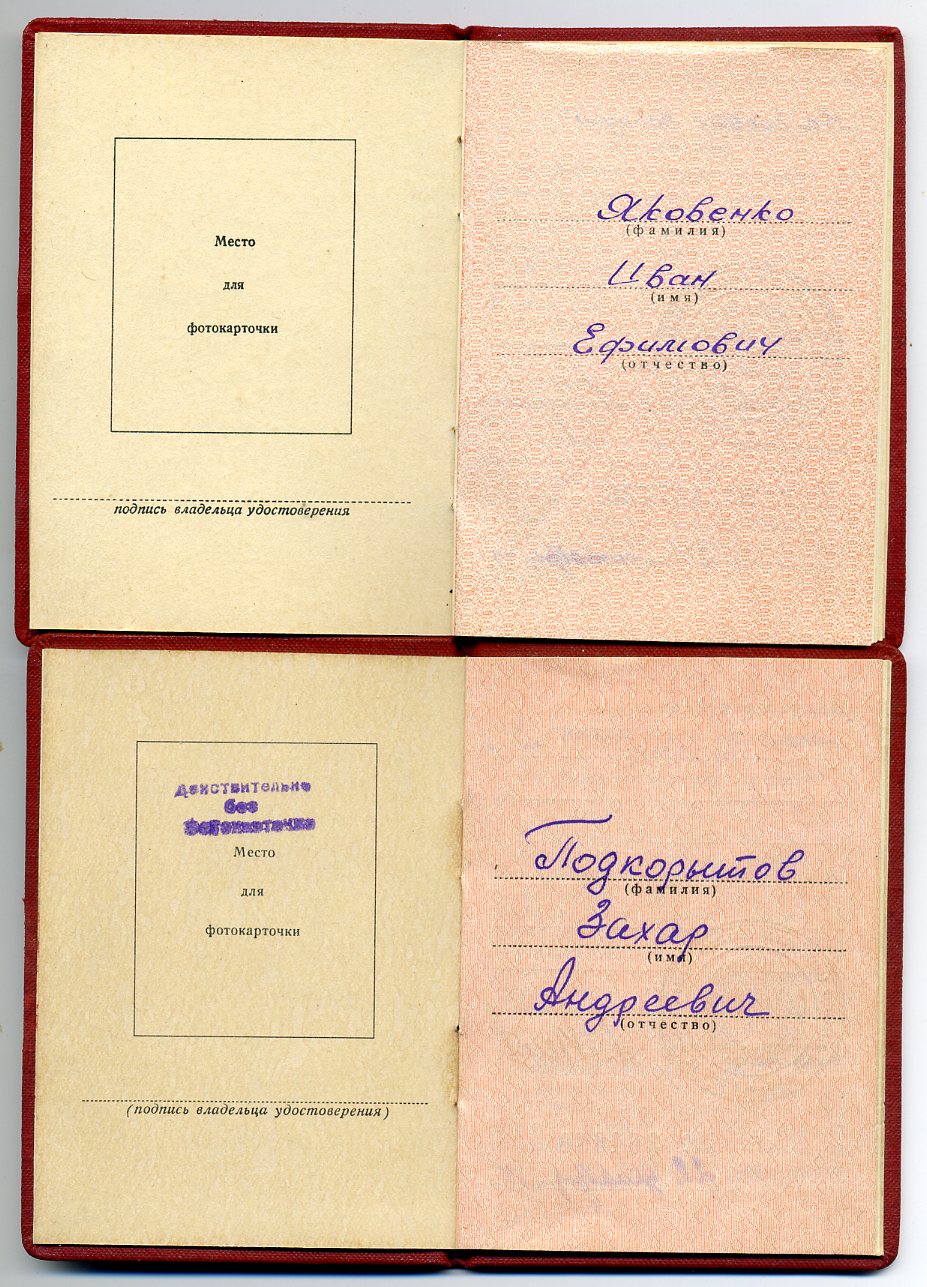 Место
для
фотокарточки
подпись владельца удостоверения
Яковенко
(фамилия)
Иван
(имя)
Ефимович
(отчество)
Действительно
без
фотокарточки
Место
для
фотокарточки
(подпись владельца удостоверения)
Подкорытов
(фамилия)
Захар
(имя)
Андреевич
(отчество)